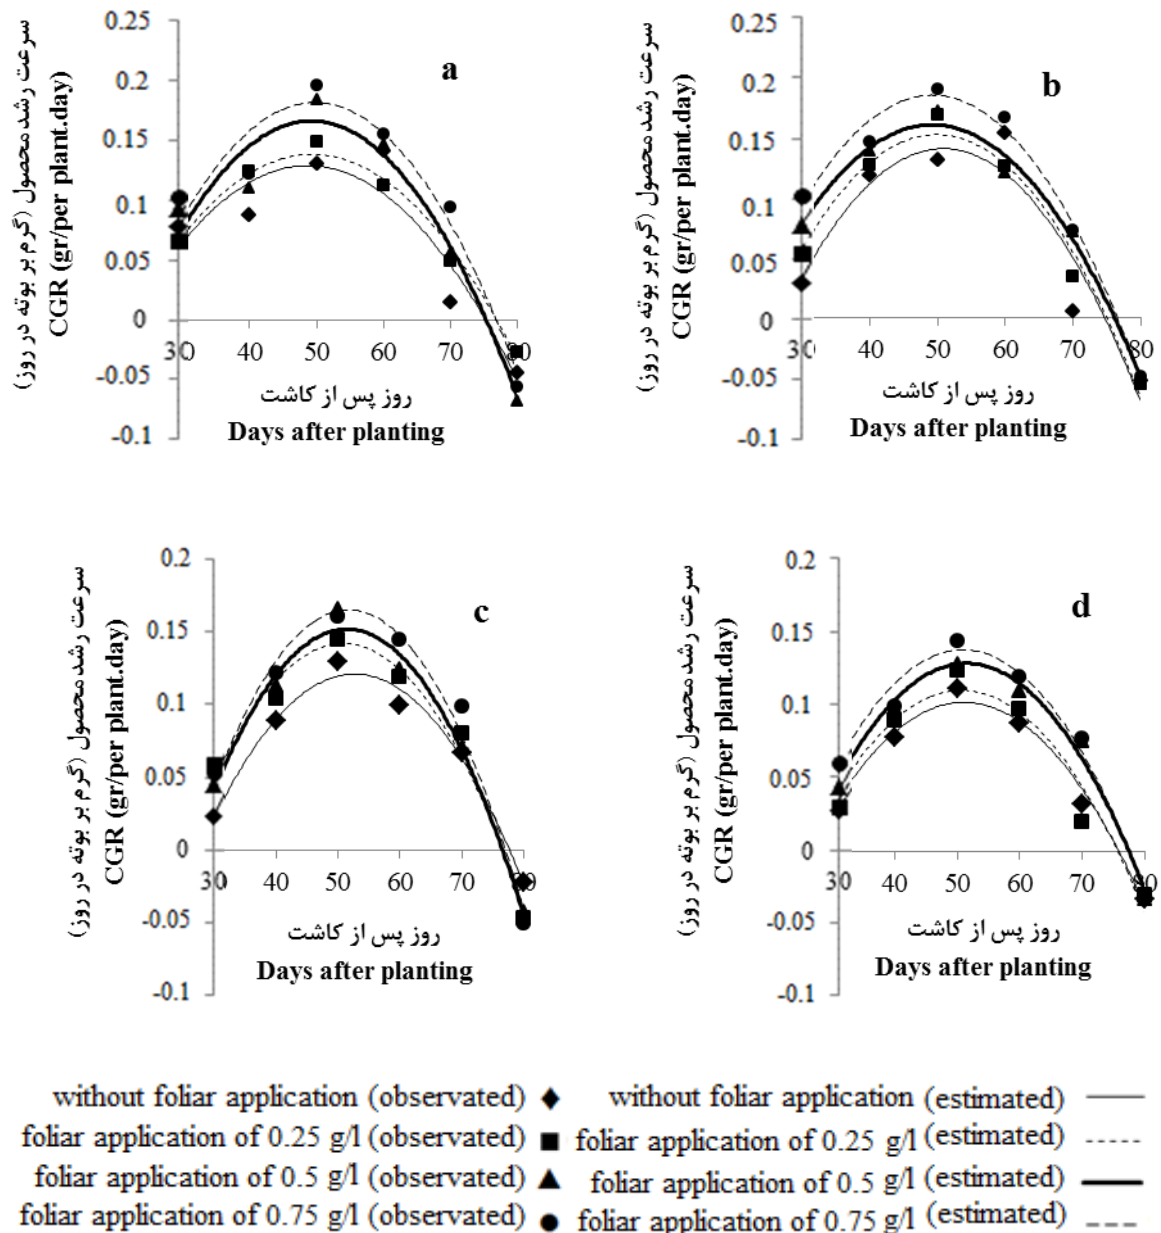 سرعت رشد محصول (گرم بر بوته در روز)
CGR (gr/per plant.day)
0.25
0.2
0.15
0.1
0.05
0
-0.05
-0.1
a
30 40 50 60 70 80
روز پس از کاشت
Days after planting
سرعت رشد محصول (گرم بر بوته در روز)
CGR (gr/per plant.day)
0.25
0.2
0.15
0.1
0.05
0
-0.05
-0.1
b
30 40 50 60 70 80
روز پس از کاشت
Days after planting
سرعت رشد محصول (گرم بر بوته در روز)
CGR (gr/per plant.day)
0.2
0.15
0.1
0.05
0
-0.05
-0.1
c
30 40 50 60 70 80
روز پس از کاشت
Days after planting
سرعت رشد محصول (گرم بر بوته در روز)
CGR (gr/per plant.day)
0.2
0.15
0.1
0.05
0
-0.05
-0.1
d
30 40 50 60 70 80
روز پس از کاشت
Days after planting
without foliar application (observated)
foliar application of 0.25 g/l (observated)
foliar application of 0.5 g/l (observated)
foliar application of 0.75 g/l (observated)
without foliar application (estimated)
foliar application of 0.25 g/l (estimated)
foliar application of 0.5 g/l (estimated)
foliar application of 0.75 g/l (estimated)